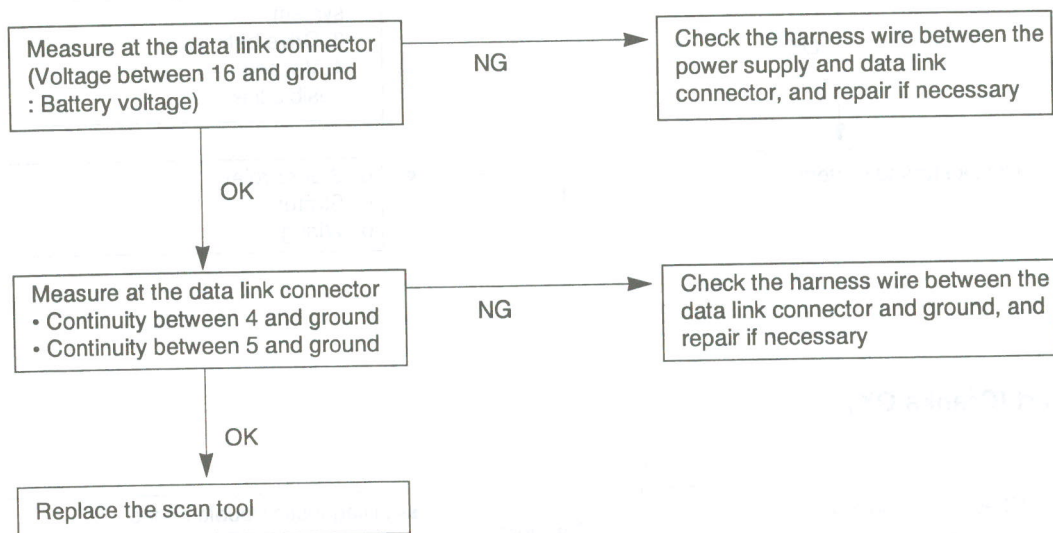 Measure at the data link connector
(Voltage between 16 and ground
: Battery voltage)
NG
Check the harness wire between the
power supply and data link
connector, and repair if necessary
OK
Measure at the data link connector
• Continuity between 4 and ground
• Continuity between 5 and ground
NG
Check the harness wire between the
data link connector and ground, and
repair if necessary
OK
Replace the scan tool